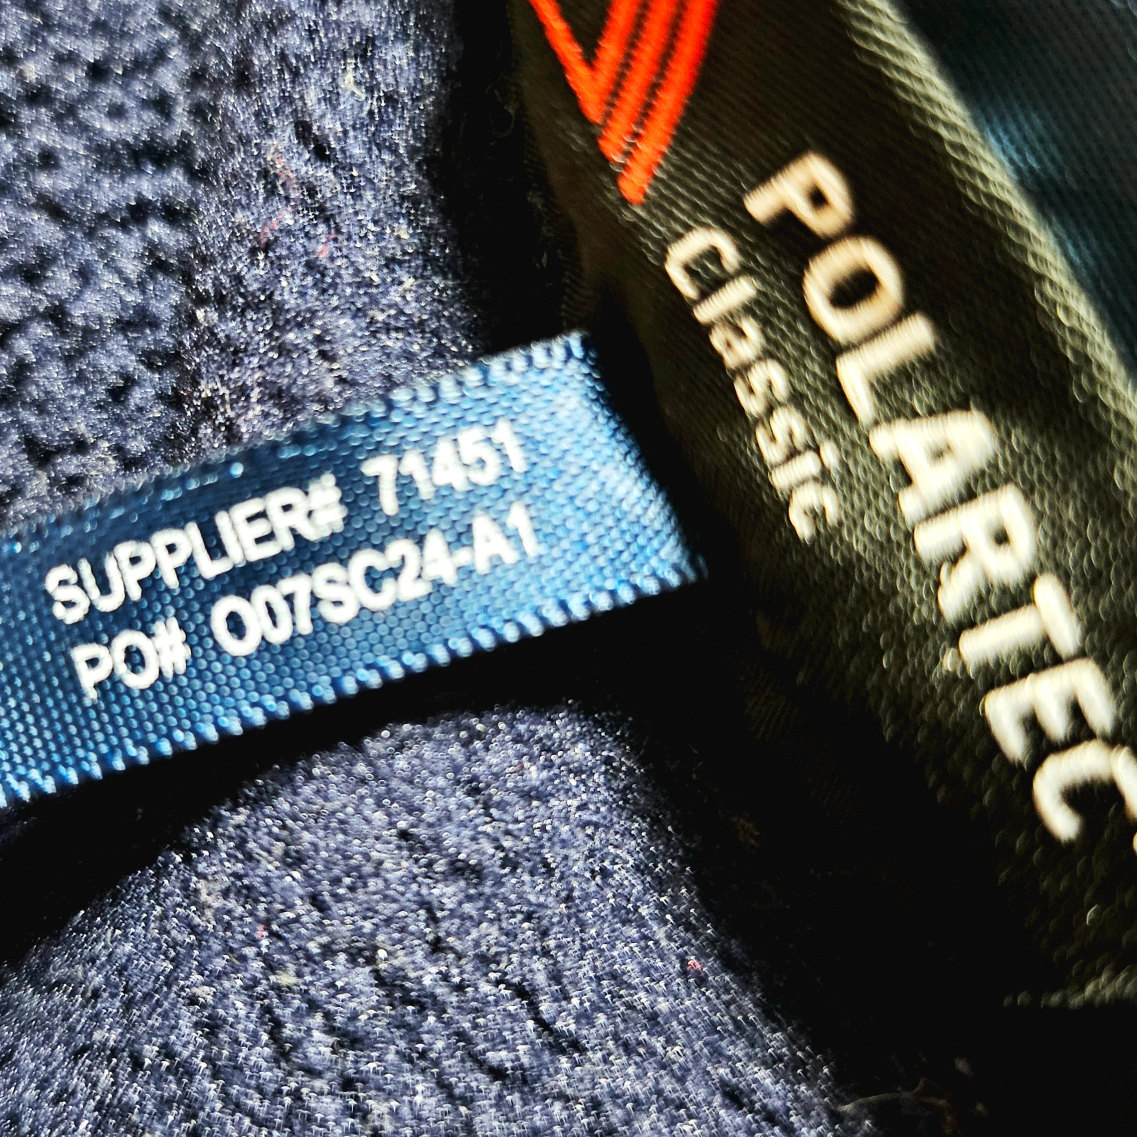 SUPPLIER# 71451
PO# O07SC24-A1
POLARTEC
Classic